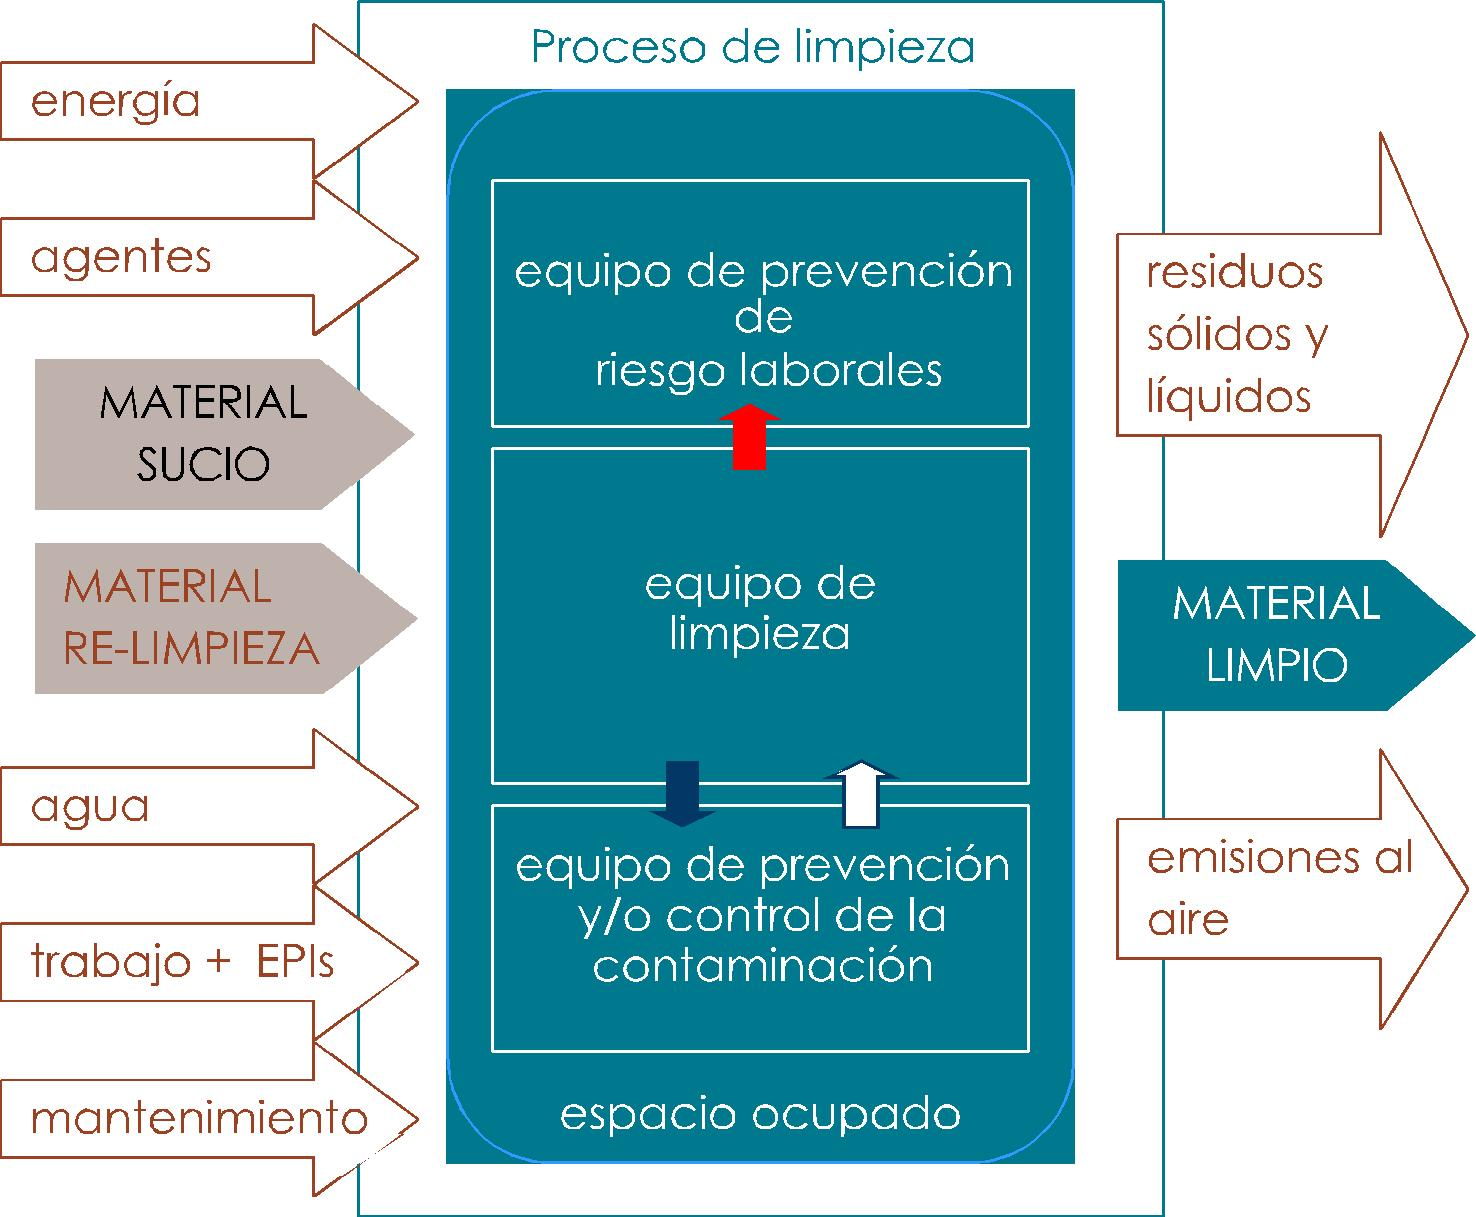 Proceso de limpieza
energía
agentes
MATERIAL
SUCIO
MATERIAL
RE-LIMPIEZA
agua
trabajo + EPIs
mantenimiento
equipo de prevención
de
riesgo laborales
equipo de
limpieza
equipo de prevención
y/o control de la
contaminación
espacio ocupado
residuos
sólidos y
líquidos
MATERIAL
LIMPIO
emisiones al
aire